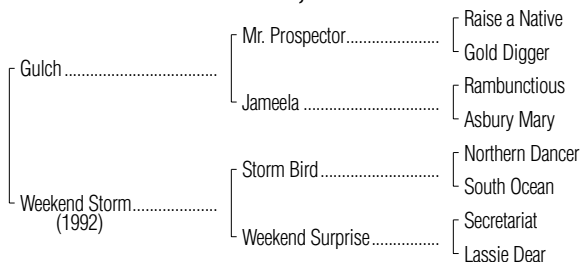 Raise a Native
Mr. Prospector....................
Gold Digger
Gulch .................................
Rambunctious
Jameela .............................
Asbury Mary
Northern Dancer
Storm Bird.........................
South Ocean
Weekend Storm..................
(1992)
Secretariat
Weekend Surprise..............
Lassie Dear